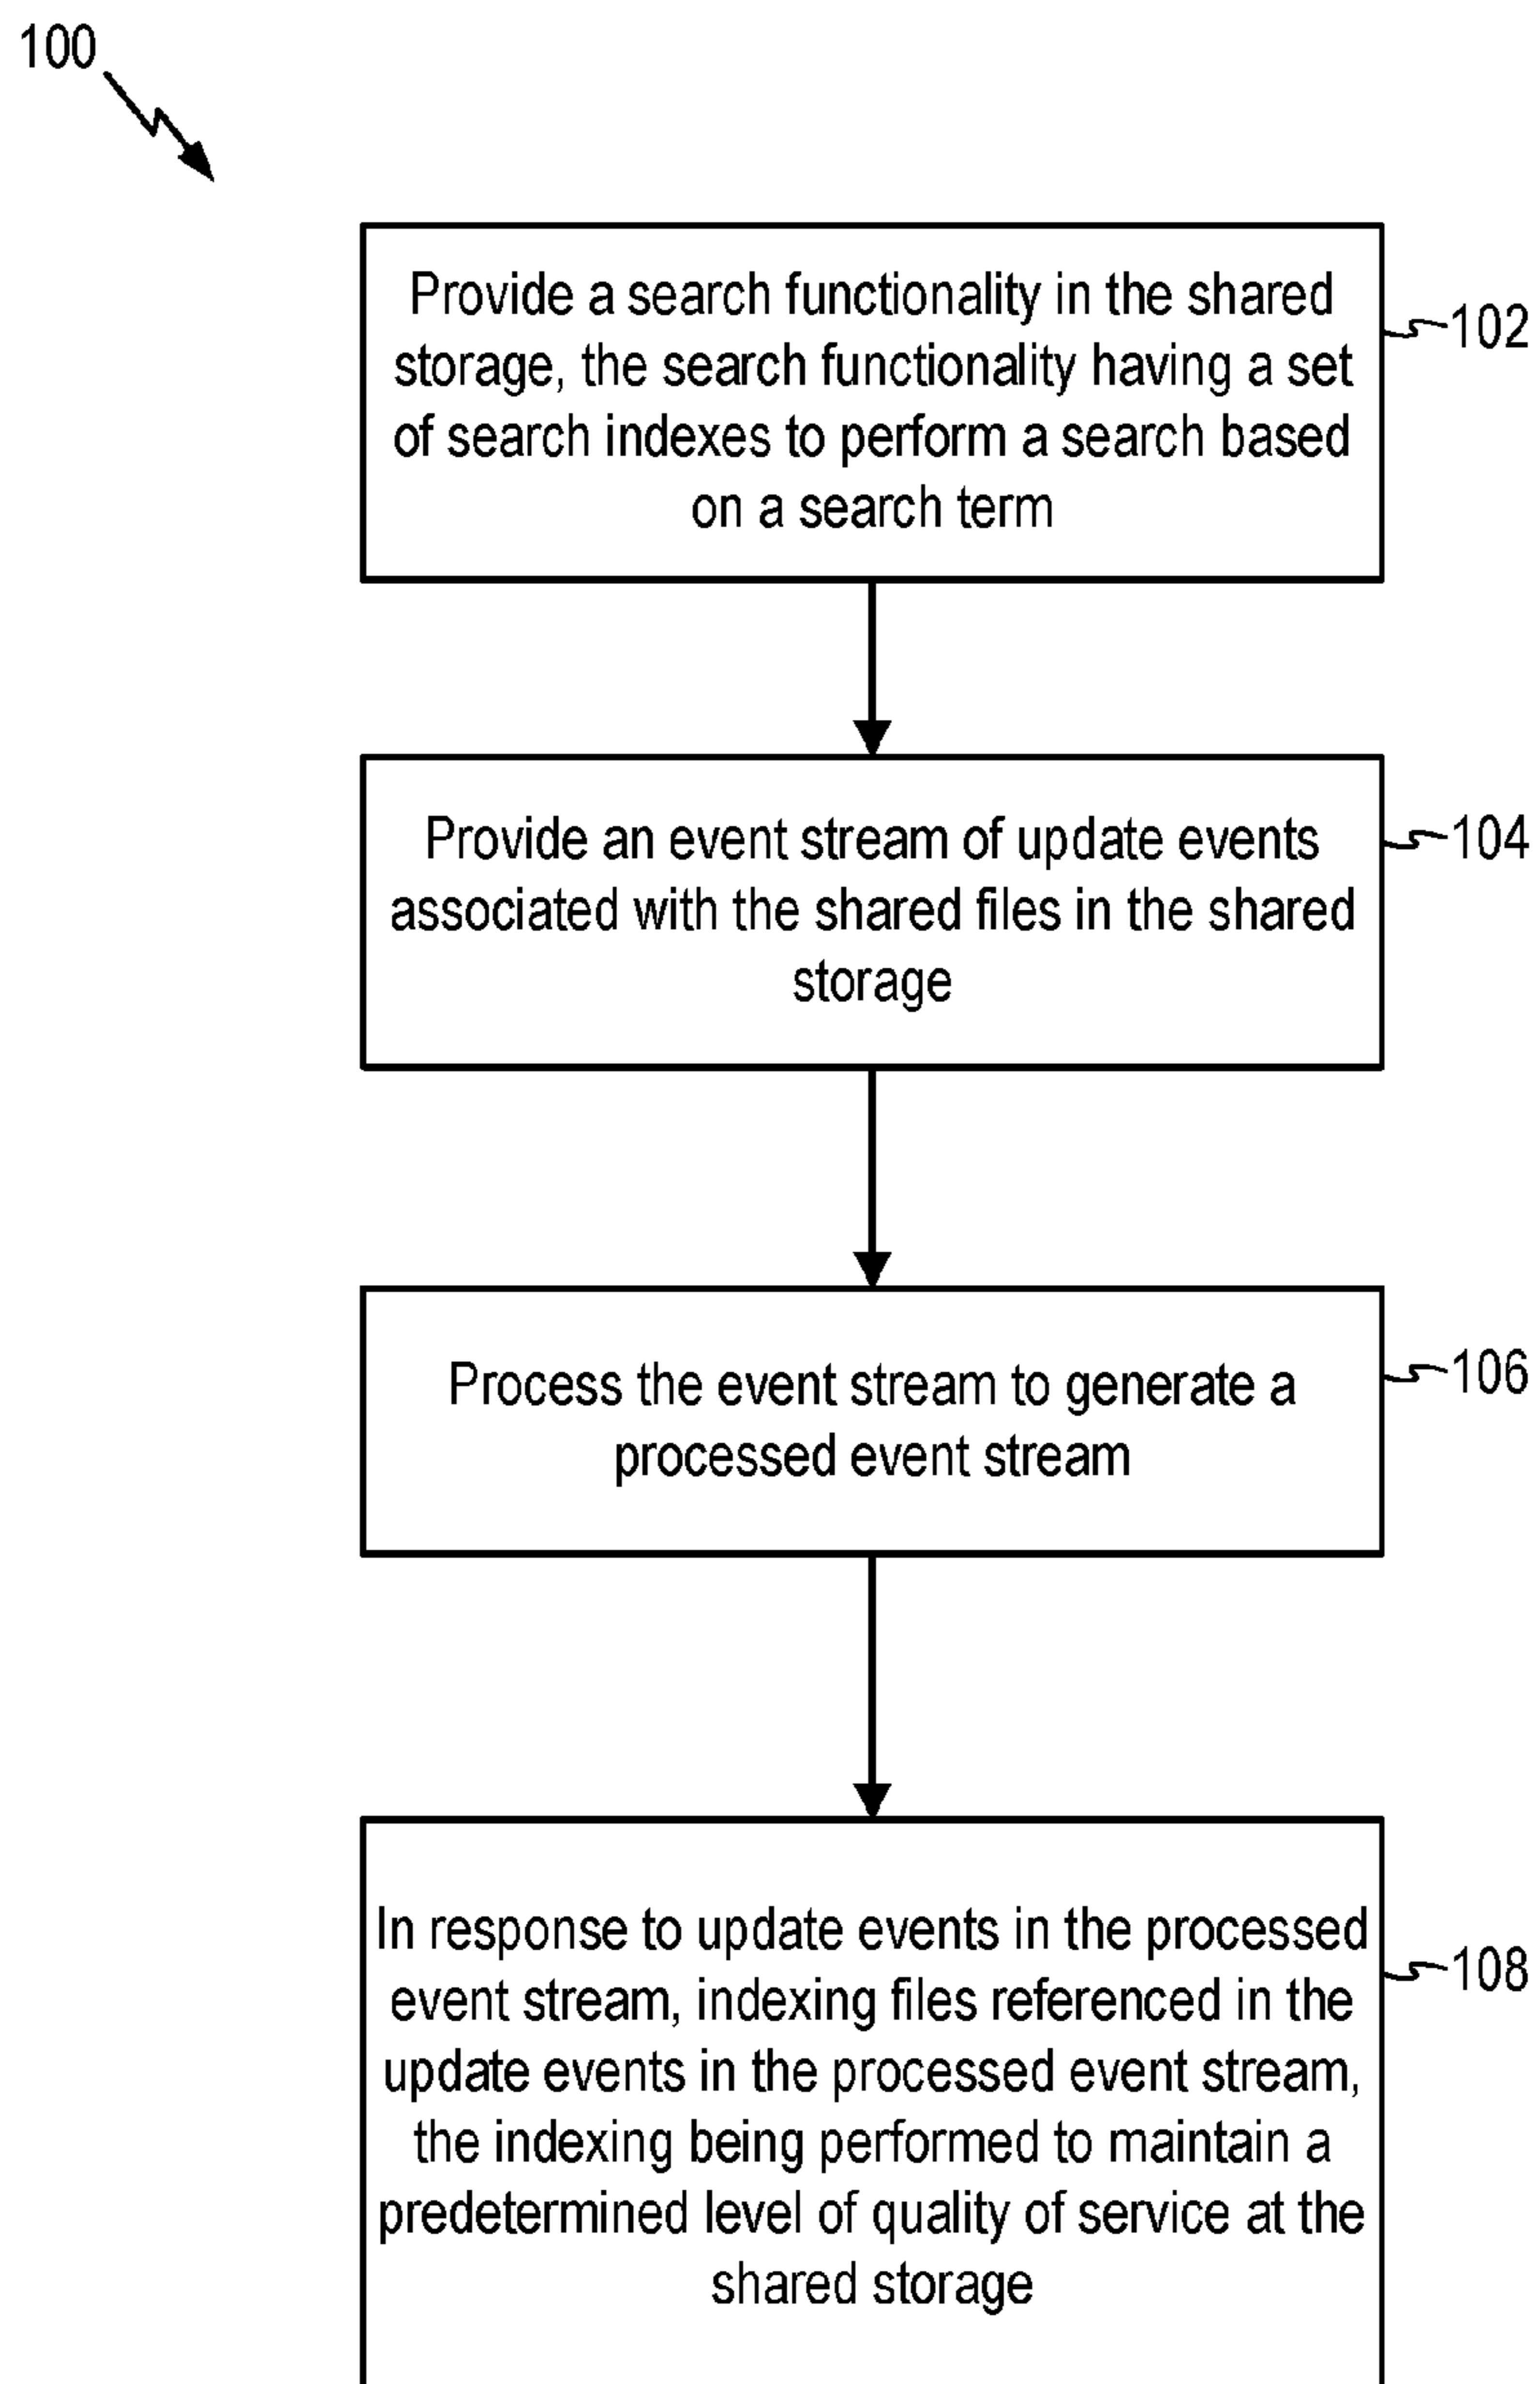 100
Provide a search functionality in the shared
storage, the search functionality having a set
of search indexes to perform a search based
on a search term
102
Provide an event stream of update events
associated with the shared files in the shared
storage
104
Process the event stream to generate a
processed event stream
106
In response to update events in the processed
event stream, indexing files referenced in the
update events in the processed event stream,
the indexing being performed to maintain a
predetermined level of quality of service at the
shared storage
108